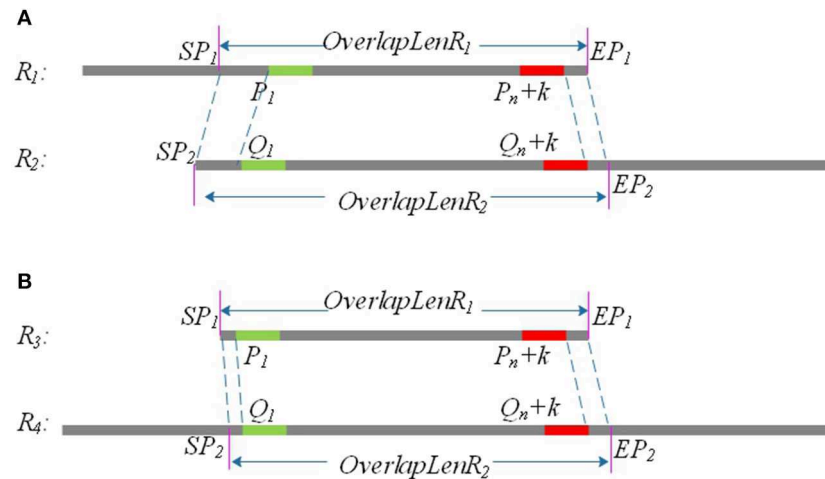 A
SP1 OverlapLenR1 EP1
R1:
P1 Pn+k
R2: SP2 Q1 Qn+k
OverlapLenR2 EP2
B
SP1 OverlapLenR1 EP1
R3:
P1 Pn+k
R4: Q1 Qn+k
SP2 OverlapLenR2 EP2